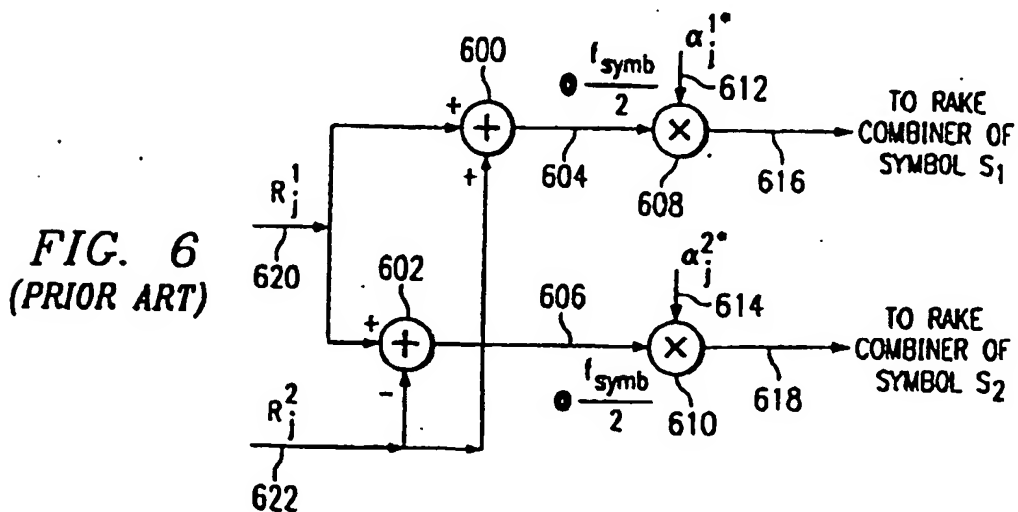 600
α_j^1*
f_symb
2
612
TO RAKE
COMBINER OF
SYMBOL S_1
+
+
+
604
×
608
616
R_j^1
FIG. 6
(PRIOR ART)
620
602
606
α_j^2*
614
TO RAKE
COMBINER OF
SYMBOL S_2
+
+
-
×
f_symb
2
610
618
R_j^2
622